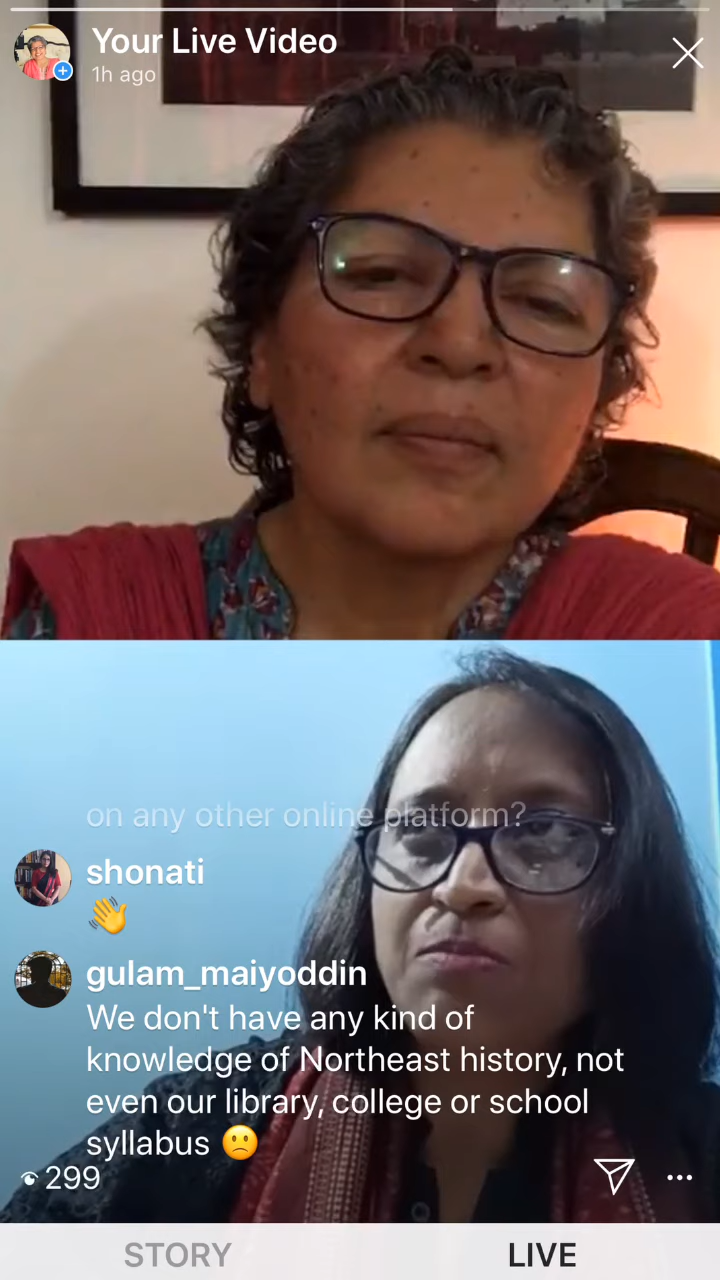 Your Live Video
1h ago
on any other online platform?
shonati
👋
gulam_maiyoddin
We don't have any kind of
knowledge of Northeast history, not
even our library, college or school
syllabus 🙁
299
STORY
LIVE